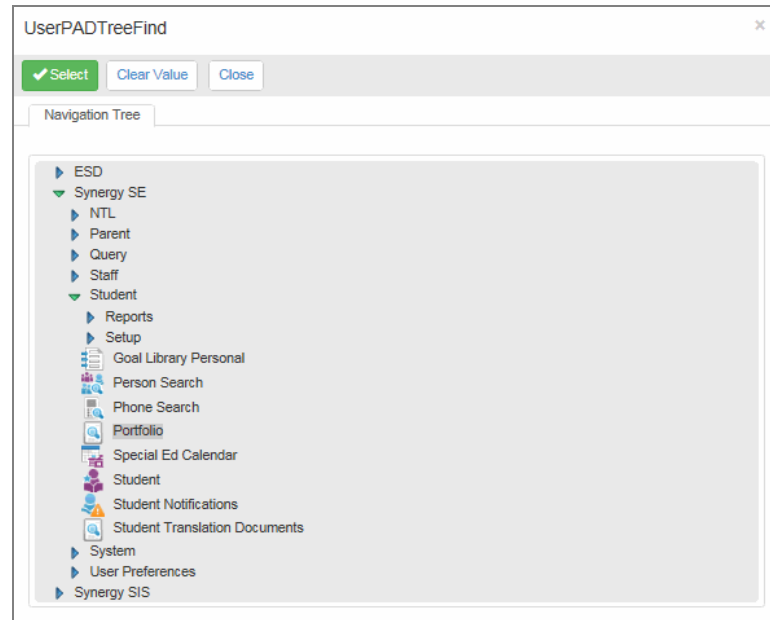 UserPADTreeFind
×
Select Clear Value Close
Navigation Tree
ESD
Synergy SE
NTL
Parent
Query
Staff
Student
Reports
Setup
Goal Library Personal
Person Search
Phone Search
Portfolio
Special Ed Calendar
Student
Student Notifications
Student Translation Documents
System
User Preferences
Synergy SIS